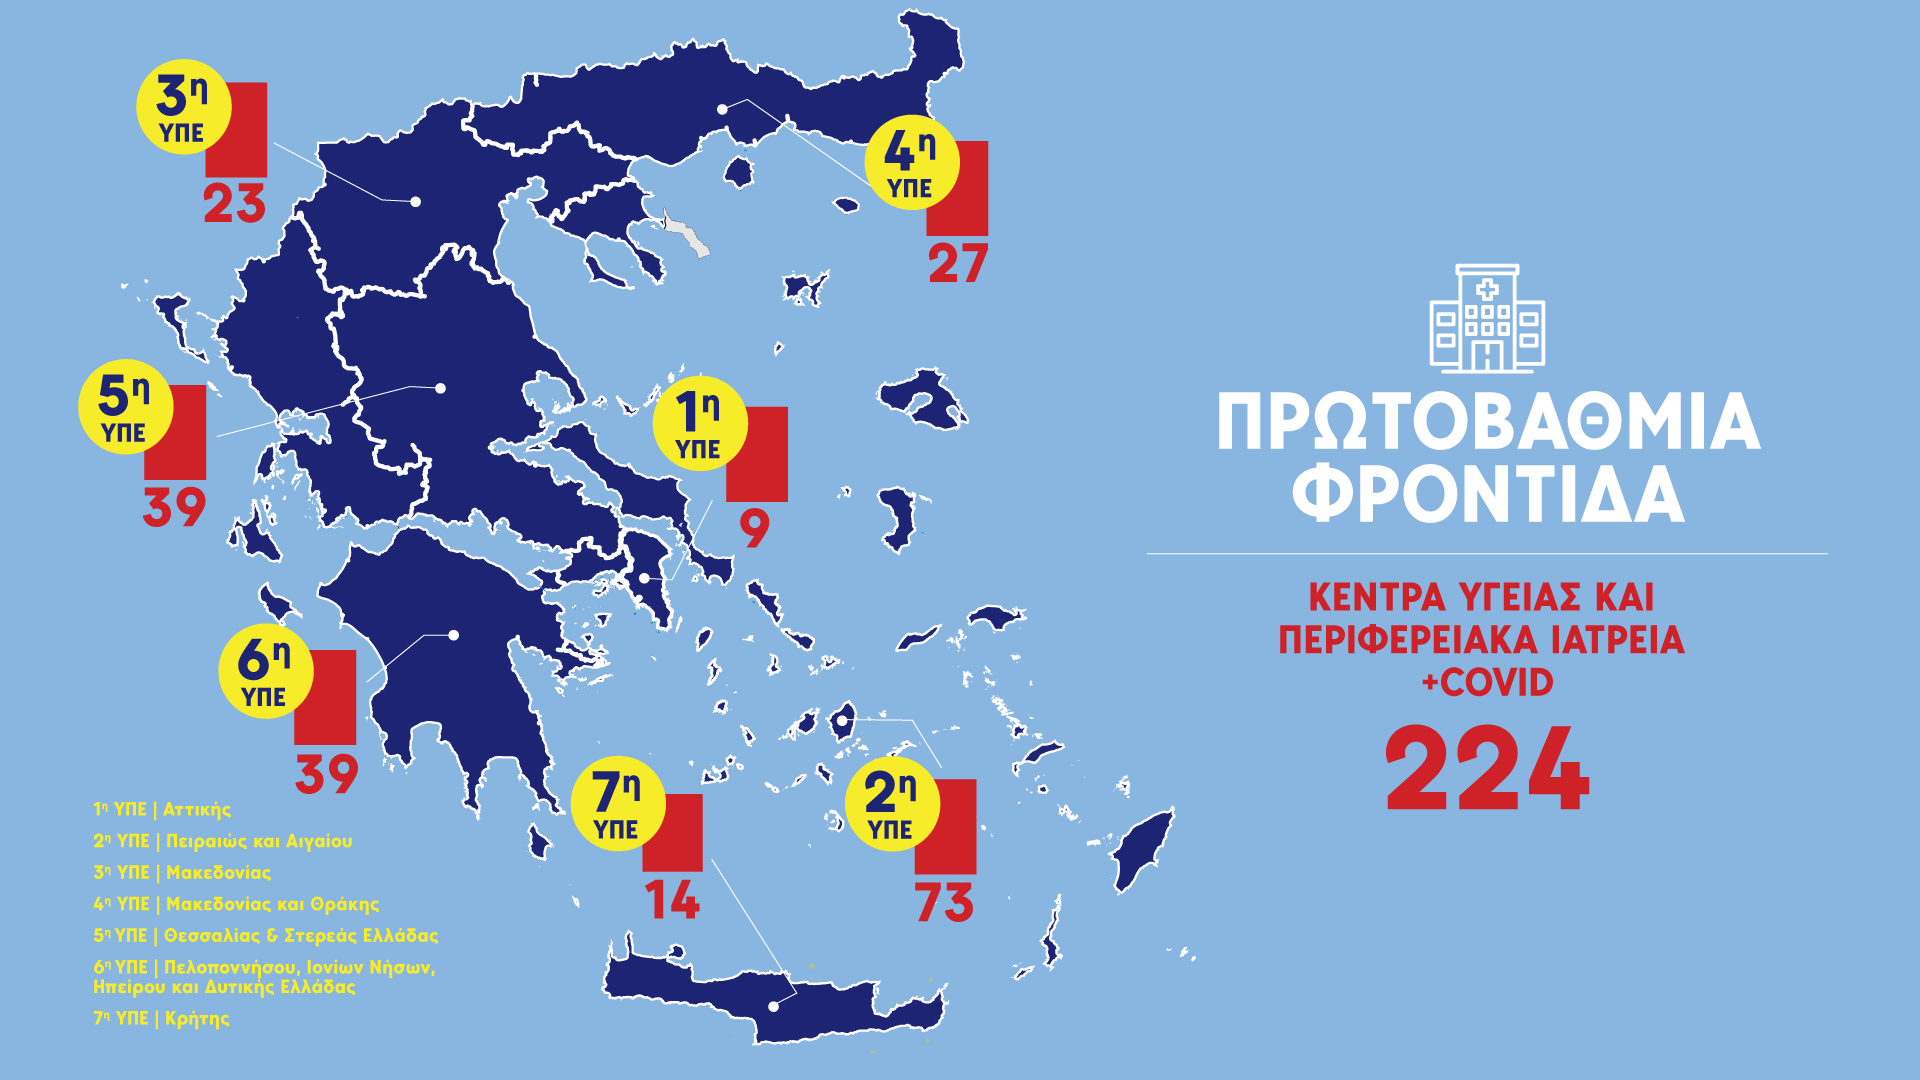 3η
ΥΠΕ
23
4η
ΥΠΕ
27
5η
ΥΠΕ
39
1η
ΥΠΕ
9
6η
ΥΠΕ
39
7η
ΥΠΕ
14
2η
ΥΠΕ
73
1η ΥΠΕ | Αττικής
2η ΥΠΕ | Πειραιώς και Αιγαίου
3η ΥΠΕ | Μακεδονίας
4η ΥΠΕ | Μακεδονίας και Θράκης
5η ΥΠΕ | Θεσσαλίας & Στερεάς Ελλάδας
6η ΥΠΕ | Πελοποννήσου, Ιονίων Νήσων,
Ηπείρου και Δυτικής Ελλάδας
7η ΥΠΕ | Κρήτης
ΠΡΩΤΟΒΑΘΜΙΑ
ΦΡΟΝΤΙΔΑ
ΚΕΝΤΡΑ ΥΓΕΙΑΣ ΚΑΙ
ΠΕΡΙΦΕΡΕΙΑΚΑ ΙΑΤΡΕΙΑ
+COVID
224